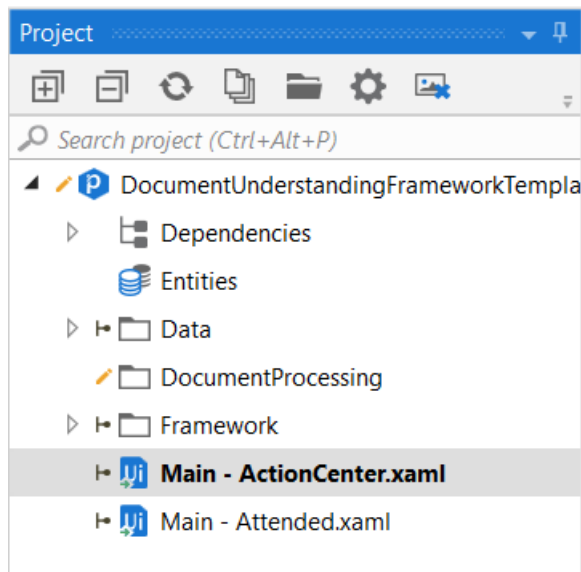 Project
Search project (Ctrl+Alt+P)
DocumentUnderstandingFrameworkTempla
Dependencies
Entities
Data
DocumentProcessing
Framework
Main - ActionCenter.xaml
Main - Attended.xaml